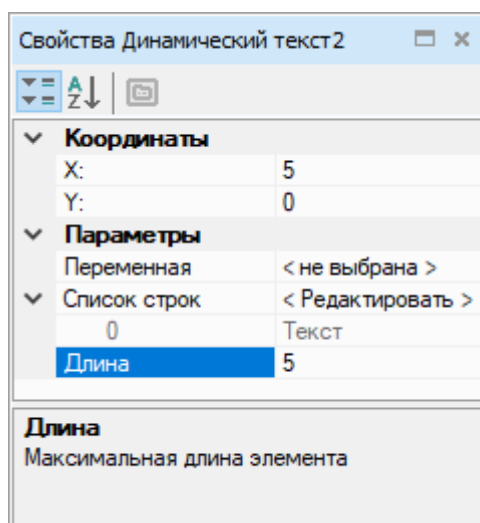 Свойства Динамический текст2
Координаты
X: 5
Y: 0
Параметры
Переменная < не выбрана >
Список строк < Редактировать >
0 Текст
Длина 5
Длина
Максимальная длина элемента